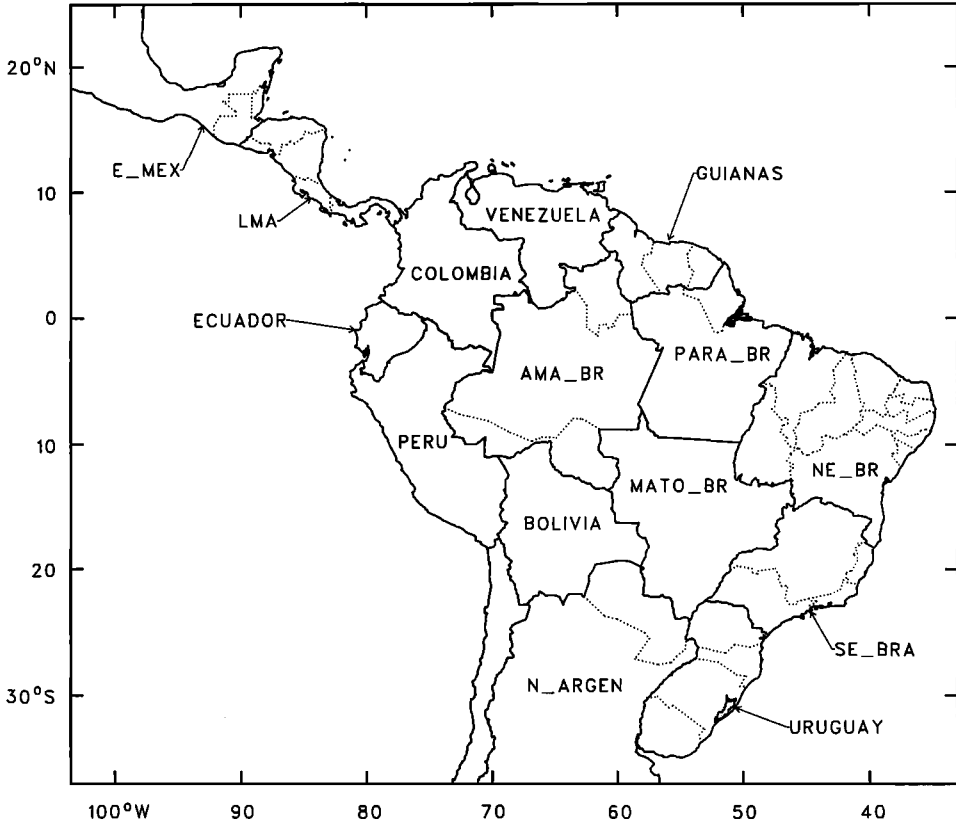 20°N
E_MEX
GUIANAS
10
LMA
VENEZUELA
COLOMBIA
ECUADOR
0
PARA_BR
AMA_BR
10
PERU
NE_BR
MATO_BR
BOLIVIA
20
SE_BRA
N_ARGEN
30°S
URUGUAY
100°W 90 80 70 60 50 40